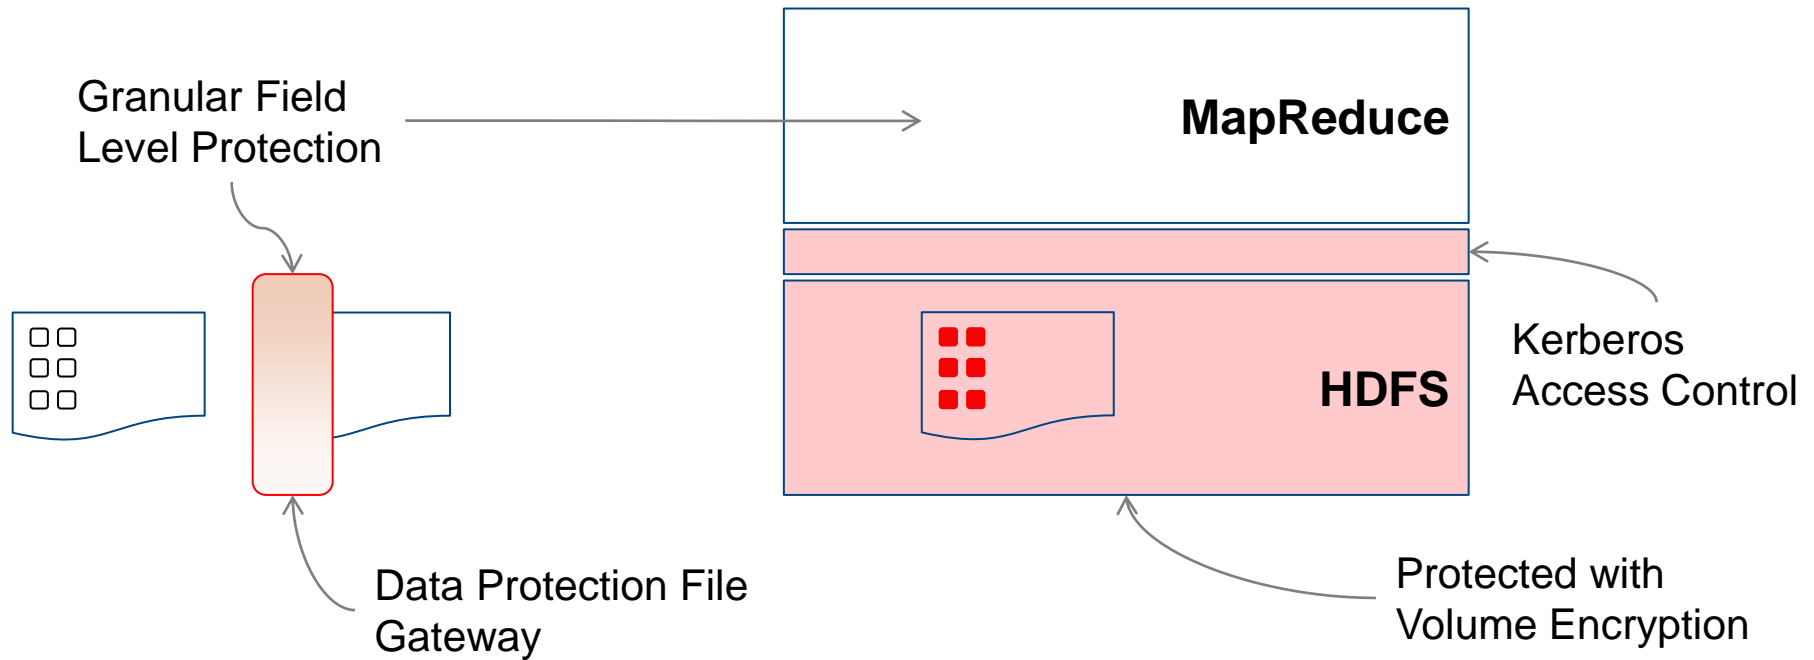 Granular Field
Level Protection
MapReduce
Kerberos
Access Control
HDFS
Data Protection File
Gateway
Protected with
Volume Encryption